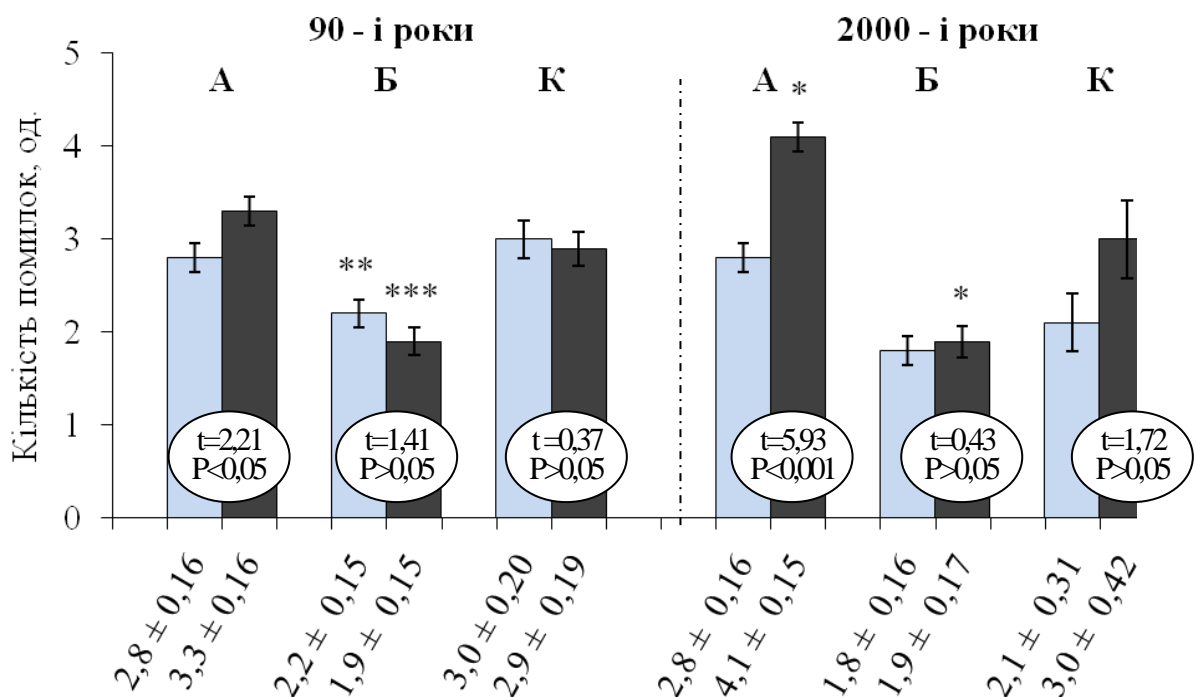 90 - і роки
2000 - і роки
А
Б
К
А
Б
К
Кількість помилок, од.
5
4
3
2
1
0
**
***
*
*
t=2,21
P<0,05
t=1,41
P>0,05
t=0,37
P>0,05
t=5,93
P<0,001
t=0,43
P>0,05
t=1,72
P>0,05
2,8 ± 0,16
3,3 ± 0,16
2,2 ± 0,15
1,9 ± 0,15
3,0 ± 0,20
2,9 ± 0,19
2,8 ± 0,16
4,1 ± 0,15
1,8 ± 0,16
1,9 ± 0,17
2,1 ± 0,31
3,0 ± 0,42